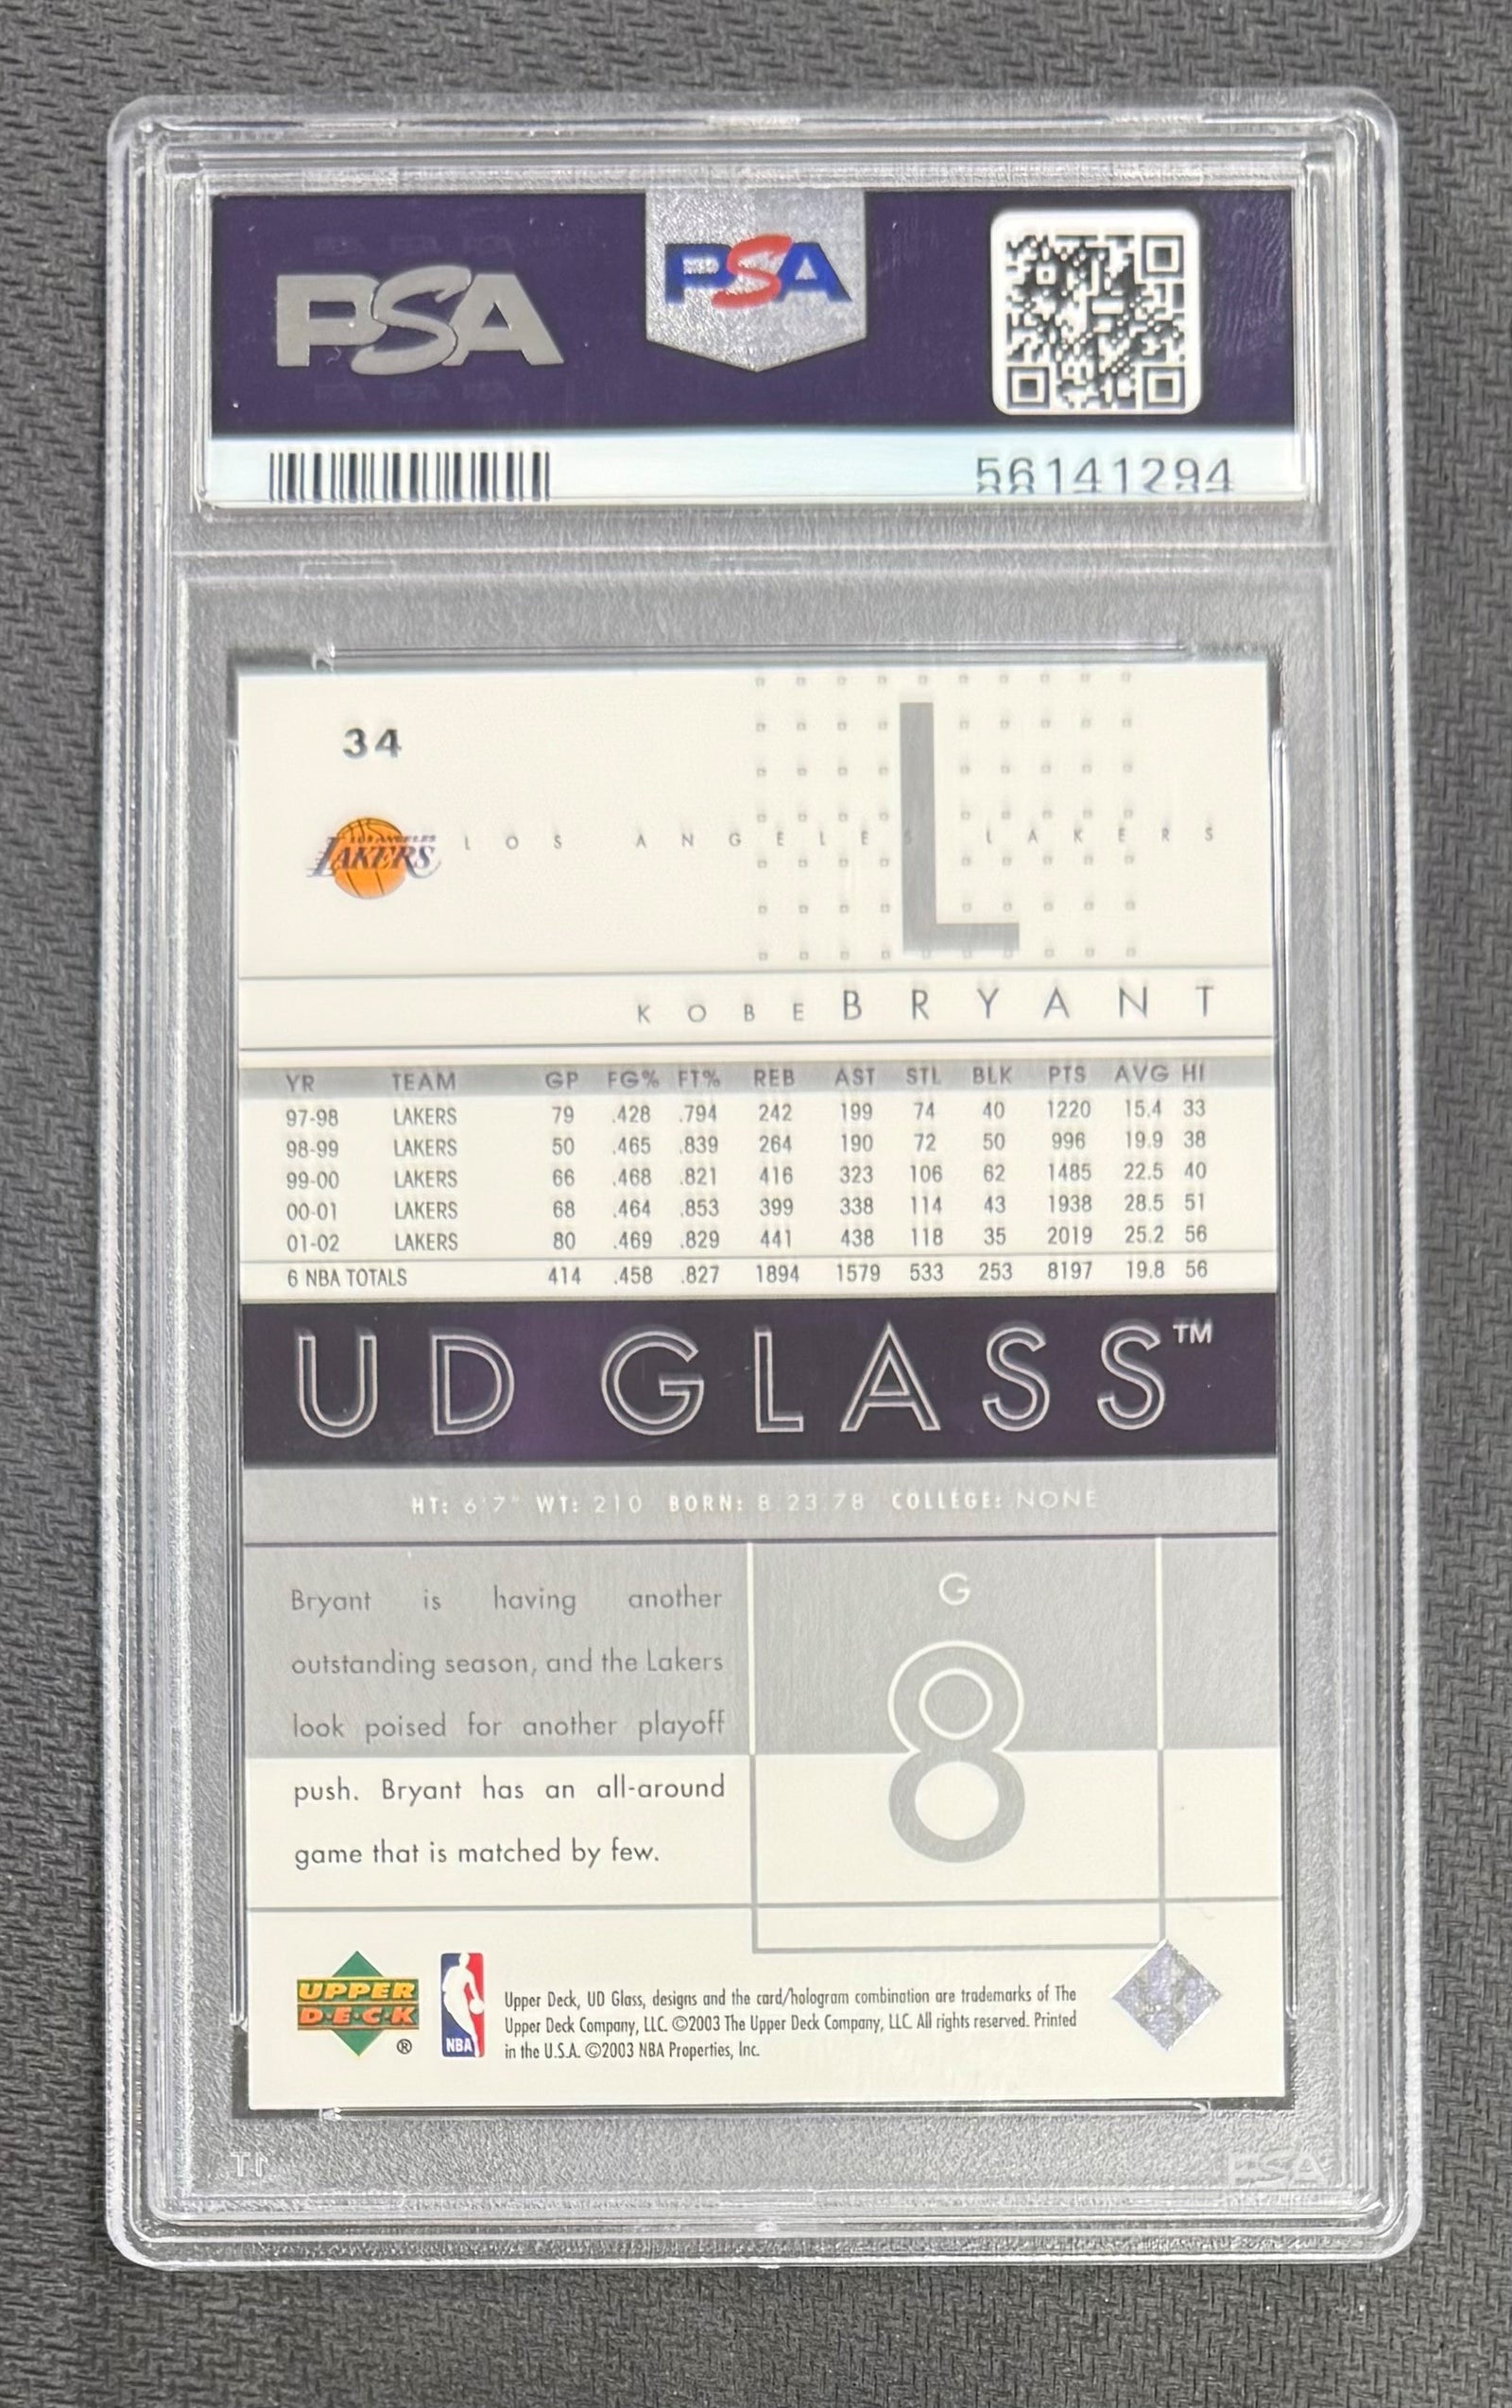 PSA
PSA
56141294
34
LOS ANGELES LAKERS
LOS ANGELES LAKERS
L
KOBE BRYANT
YR TEAM GP FG% FT% REB AST STL BLK PTS AVG HI
97-98 LAKERS 79 .428 .794 242 199 74 40 1220 15.4 33
98-99 LAKERS 50 .465 .839 264 190 72 50 996 19.9 38
99-00 LAKERS 66 .468 .821 416 323 106 62 1485 22.5 40
00-01 LAKERS 68 .464 .853 399 338 114 43 1938 28.5 51
01-02 LAKERS 80 .469 .829 441 438 118 35 2019 25.2 56
6 NBA TOTALS 414 .458 .827 1894 1579 533 253 8197 19.8 56
UD GLASS™
HT: 6'7" WT: 210 BORN: 8 23 78 COLLEGE: NONE
Bryant is having another
outstanding season, and the Lakers
look poised for another playoff
push. Bryant has an all-around
game that is matched by few.
G
8
UPPER
D·E·C·K
®
NBA
Upper Deck, UD Glass, designs and the card/hologram combination are trademarks of The
Upper Deck Company, LLC. ©2003 The Upper Deck Company, LLC. All rights reserved. Printed
in the U.S.A. ©2003 NBA Properties, Inc.
PSA